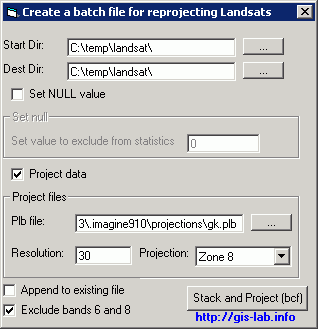 Create a batch file for reprojecting Landsats
Start Dir: C:\temp\landsat\ ...
Dest Dir: C:\temp\landsat\ ...
Set NULL value
Set null
Set value to exclude from statistics 0
Project data
Project files
Plb file: 3\.imagine910\projections\gk.plb ...
Resolution: 30 Projection: Zone 8
Append to existing file
Exclude bands 6 and 8
Stack and Project (bcf)
http://gis-lab.info